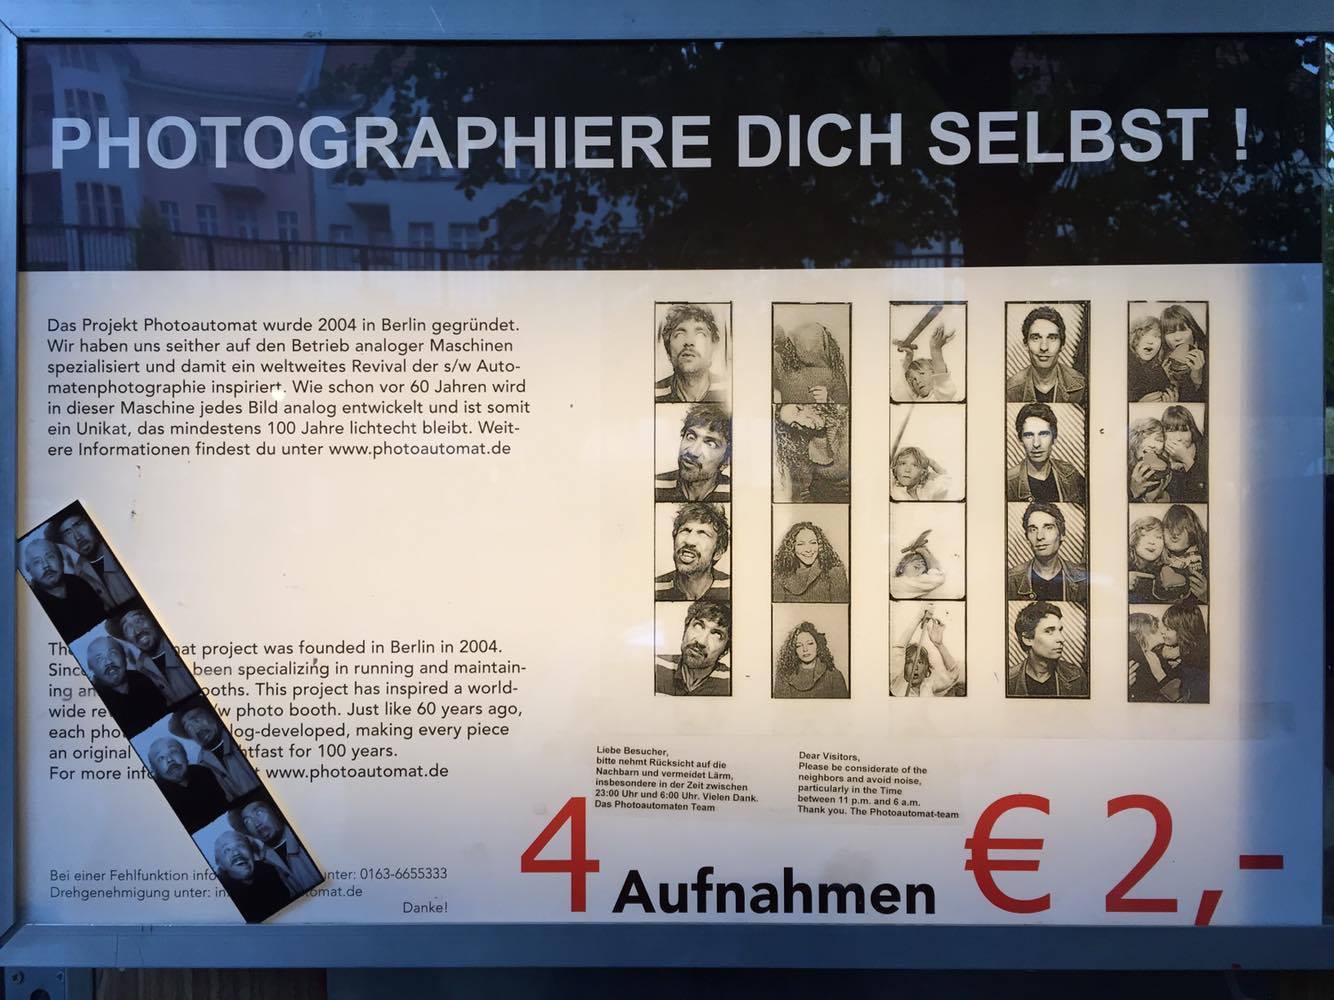 PHOTOGRAPHIERE DICH SELBST !
Das Projekt Photoautomat wurde 2004 in Berlin gegründet.
Wir haben uns seither auf den Betrieb analoger Maschinen
spezialisiert und damit ein weltweites Revival der s/w Auto-
matenphotographie inspiriert. Wie schon vor 60 Jahren wird
in dieser Maschine jedes Bild analog entwickelt und ist somit
ein Unikat, das mindestens 100 Jahre lichtecht bleibt. Weit-
ere Informationen findest du unter www.photoautomat.de
project was founded in Berlin in 2004.
been specializing in running and maintain-
ing This project has inspired a world-
wide photo booth. Just like 60 years ago,
each making every piece
an original for 100 years.
For more www.photoautomat.de
Bei einer Fehlfunktion 0163-6655333
Drehgenehmigung unter:
Danke!
Liebe Besucher,
bitte nehmt Rücksicht auf die
Nachbarn und vermeidet Lärm,
insbesondere in der Zeit zwischen
23:00 Uhr und 6:00 Uhr. Vielen Dank.
Das Photoautomaten Team
Dear Visitors,
Please be considerate of the
neighbors and avoid noise,
particularly in the Time
between 11 p.m. and 6 a.m.
Thank you. The Photoautomat-team
4 Aufnahmen € 2,-